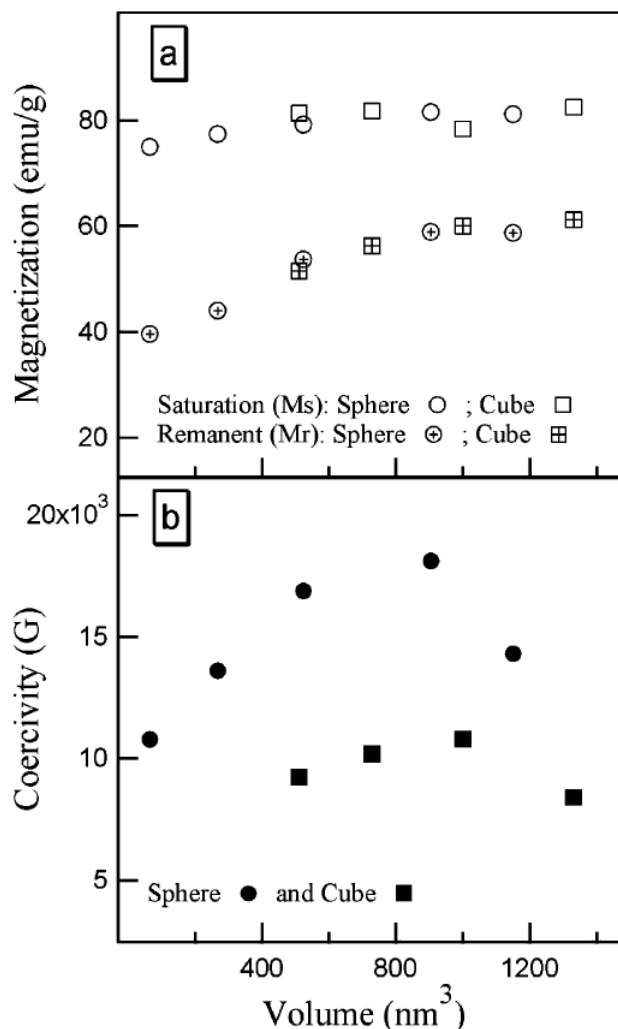 a
Magnetization (emu/g)
80
60
40
20
Saturation (Ms): Sphere ; Cube
Remanent (Mr): Sphere ; Cube
b
Coercivity (G)
20x10³
15
10
5
Sphere and Cube
400 800 1200
Volume (nm³)